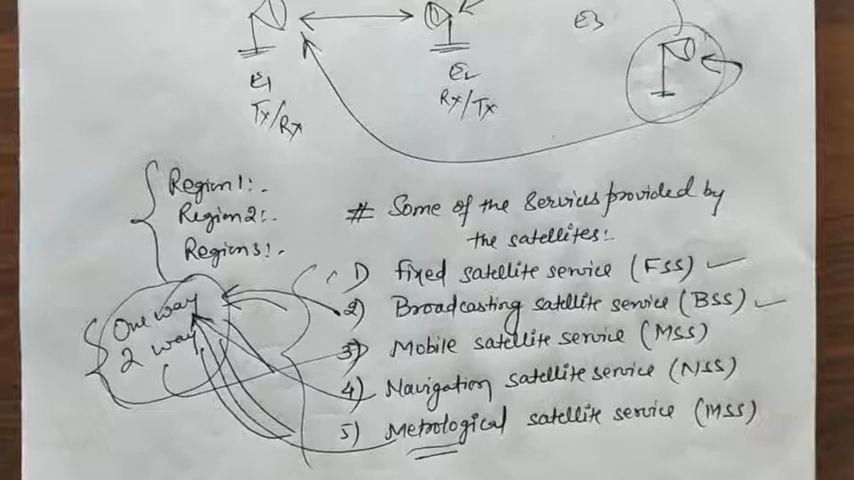 E1
Tx/Rx
E2
Rx/Tx
E3
Region1:.
Region2:.
Region3:.
One way
2 way
# Some of the Services provided by
the satellites:.
1) Fixed satellite service (FSS)
2) Broadcasting satellite service (BSS)
3) Mobile satellite service (MSS)
4) Navigation satellite service (NSS)
5) Metrological satellite service (MSS)